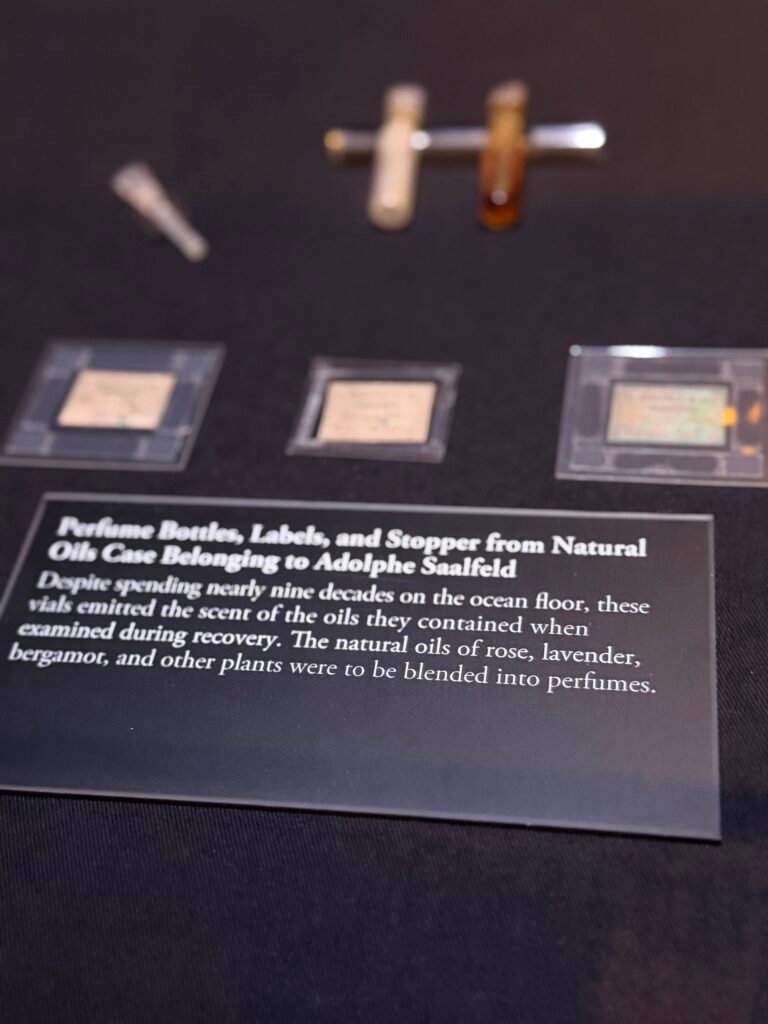 Perfume Bottles, Labels, and Stopper from Natural
Oils Case Belonging to Adolphe Saalfeld
Despite spending nearly nine decades on the ocean floor, these
vials emitted the scent of the oils they contained when
examined during recovery. The natural oils of rose, lavender,
bergamot, and other plants were to be blended into perfumes.